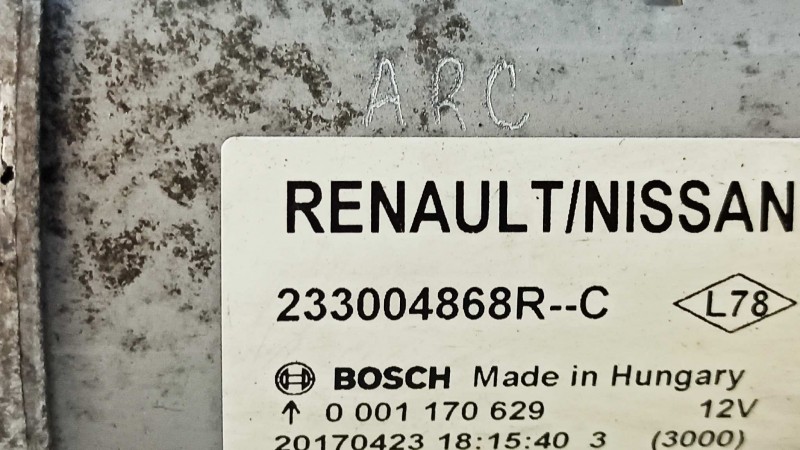 ARC
RENAULT/NISSAN
233004868R--C L78
BOSCH Made in Hungary
↑ 0 001 170 629 12V
20170423 18:15:40 3 (3000)